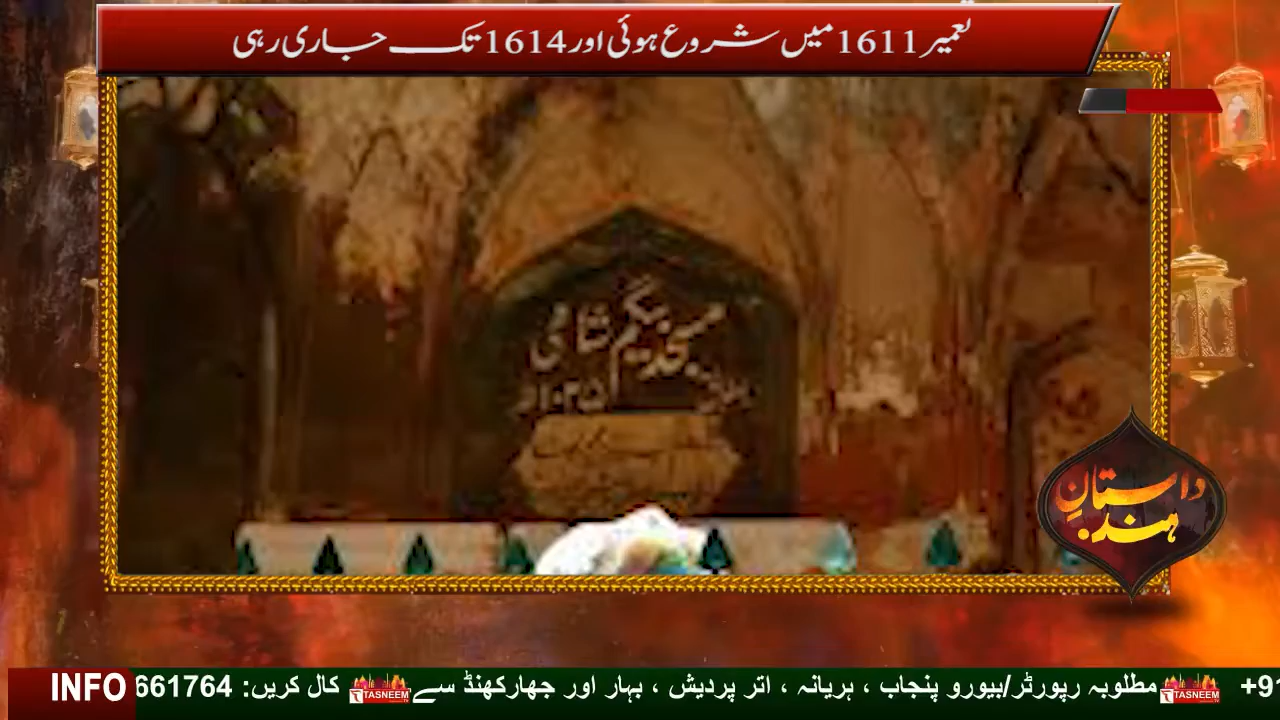 تعمیر 1611 میں شروع ہوئی اور 1614 تک جاری رہی
مسجد بیگم شاہی
داستانِ
ہند
INFO 661764 کال کریں: TASNEEM مطلوبہ رپورٹر/بیورو پنجاب ، ہریانہ ، اتر پردیش ، بہار اور جھارکھنڈ سے TASNEEM +91